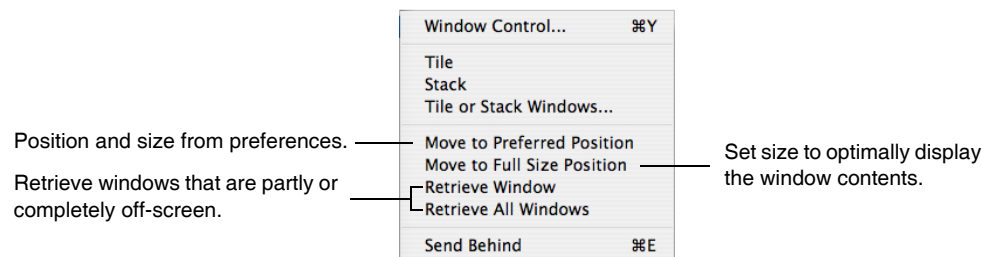 Window Control... ⌘Y
Tile
Stack
Tile or Stack Windows...
Position and size from preferences.
Move to Preferred Position
Move to Full Size Position
Set size to optimally display
the window contents.
Retrieve windows that are partly or
completely off-screen.
Retrieve Window
Retrieve All Windows
Send Behind ⌘E